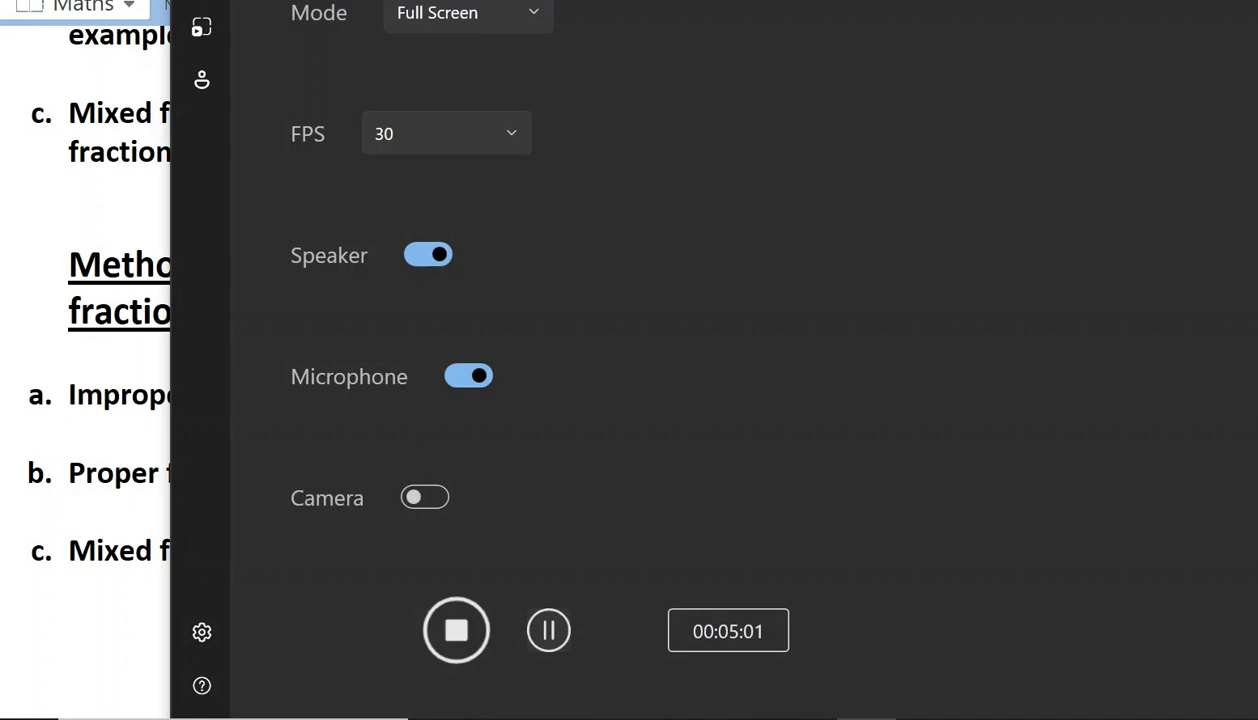 Maths
example
c. Mixed f
fraction
Metho
fractio
a. Imprope
b. Proper f
c. Mixed f
Mode Full Screen
FPS 30
Speaker
Microphone
Camera
00:05:01